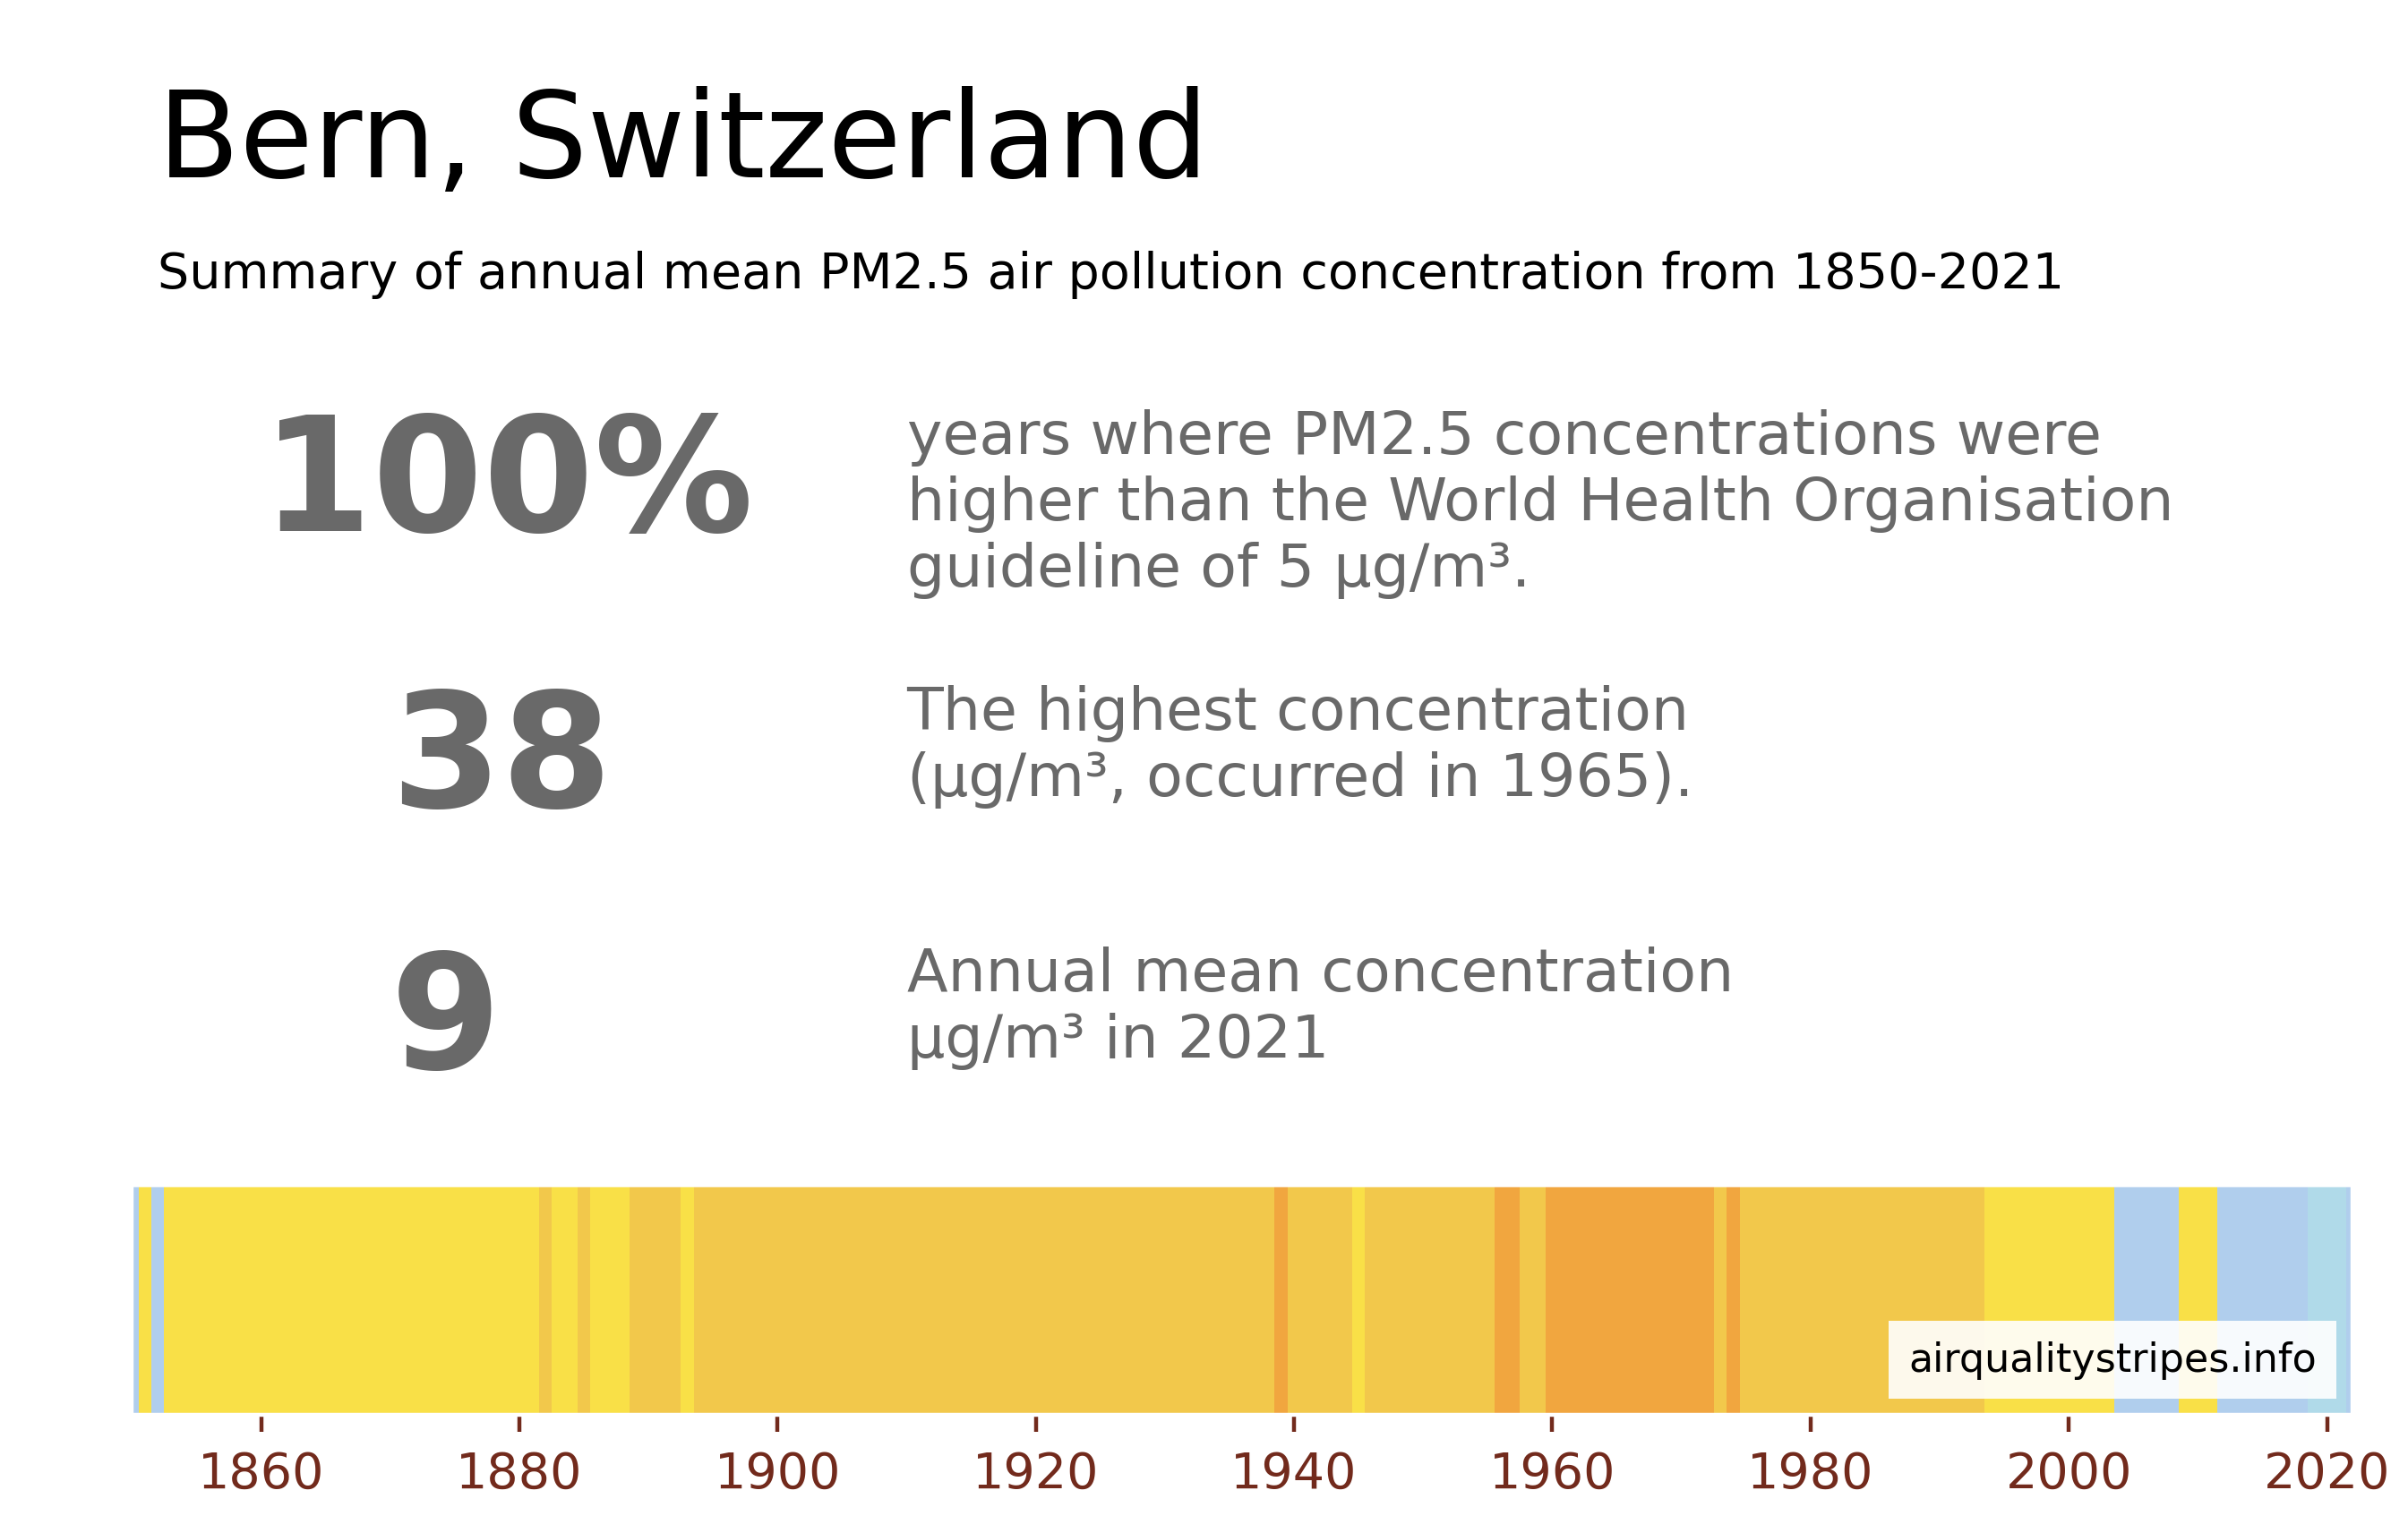 Bern, Switzerland
Summary of annual mean PM2.5 air pollution concentration from 1850-2021
100%
years where PM2.5 concentrations were
higher than the World Health Organisation
guideline of 5 µg/m³.
38
The highest concentration
(µg/m³, occurred in 1965).
9
Annual mean concentration
µg/m³ in 2021
airqualitystripes.info
1860 1880 1900 1920 1940 1960 1980 2000 2020